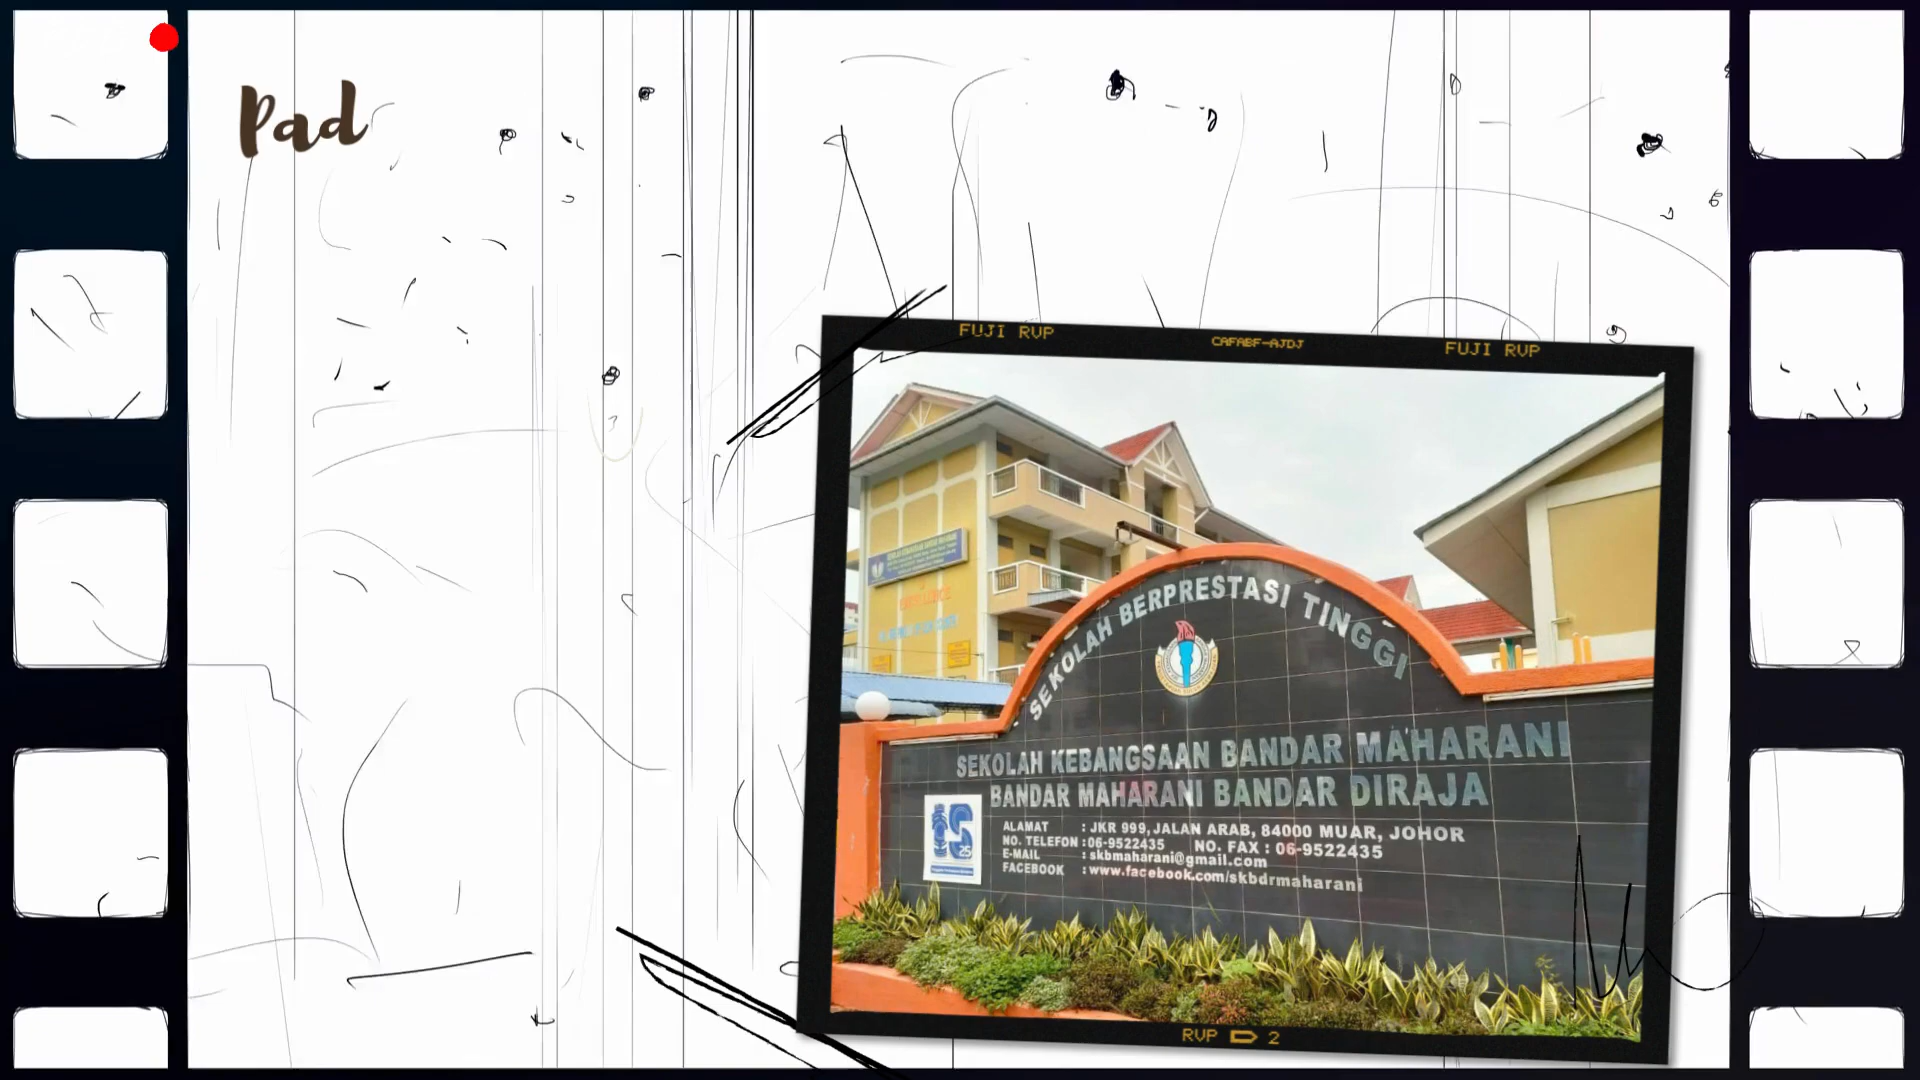 Pad
FUJI RVP
CAFABF-AJDJ
FUJI RVP
SEKOLAH BERPRESTASI TINGGI
SEKOLAH KEBANGSAAN BANDAR MAHARANI
BANDAR MAHARANI BANDAR DIRAJA
ALAMAT : JKR 999, JALAN ARAB, 84000 MUAR, JOHOR
NO. TELEFON : 06-9522435 NO. FAX : 06-9522435
E-MAIL : skbmaharani@gmail.com
FACEBOOK : www.facebook.com/skbdrmaharani
IS
25
RVP 2